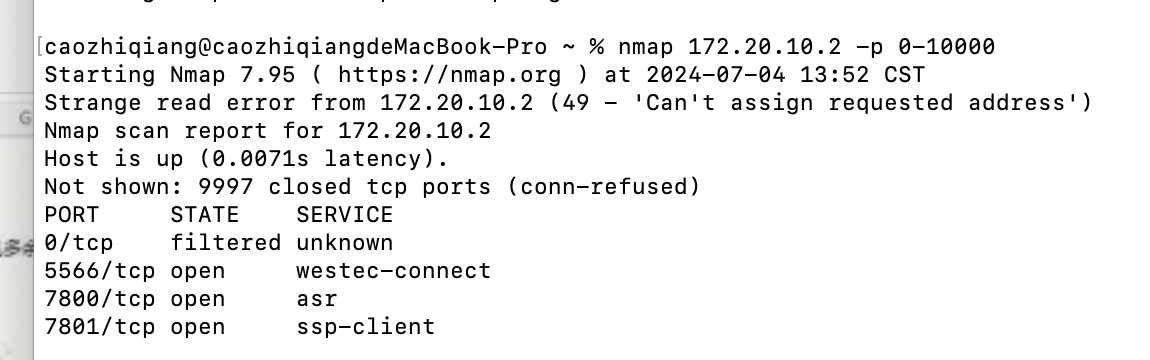 caozhiqiang@caozhiqiangdeMacBook-Pro ~ % nmap 172.20.10.2 -p 0-10000
Starting Nmap 7.95 ( https://nmap.org ) at 2024-07-04 13:52 CST
Strange read error from 172.20.10.2 (49 - 'Can't assign requested address')
Nmap scan report for 172.20.10.2
Host is up (0.0071s latency).
Not shown: 9997 closed tcp ports (conn-refused)
PORT     STATE    SERVICE
0/tcp    filtered unknown
5566/tcp open     westec-connect
7800/tcp open     asr
7801/tcp open     ssp-client